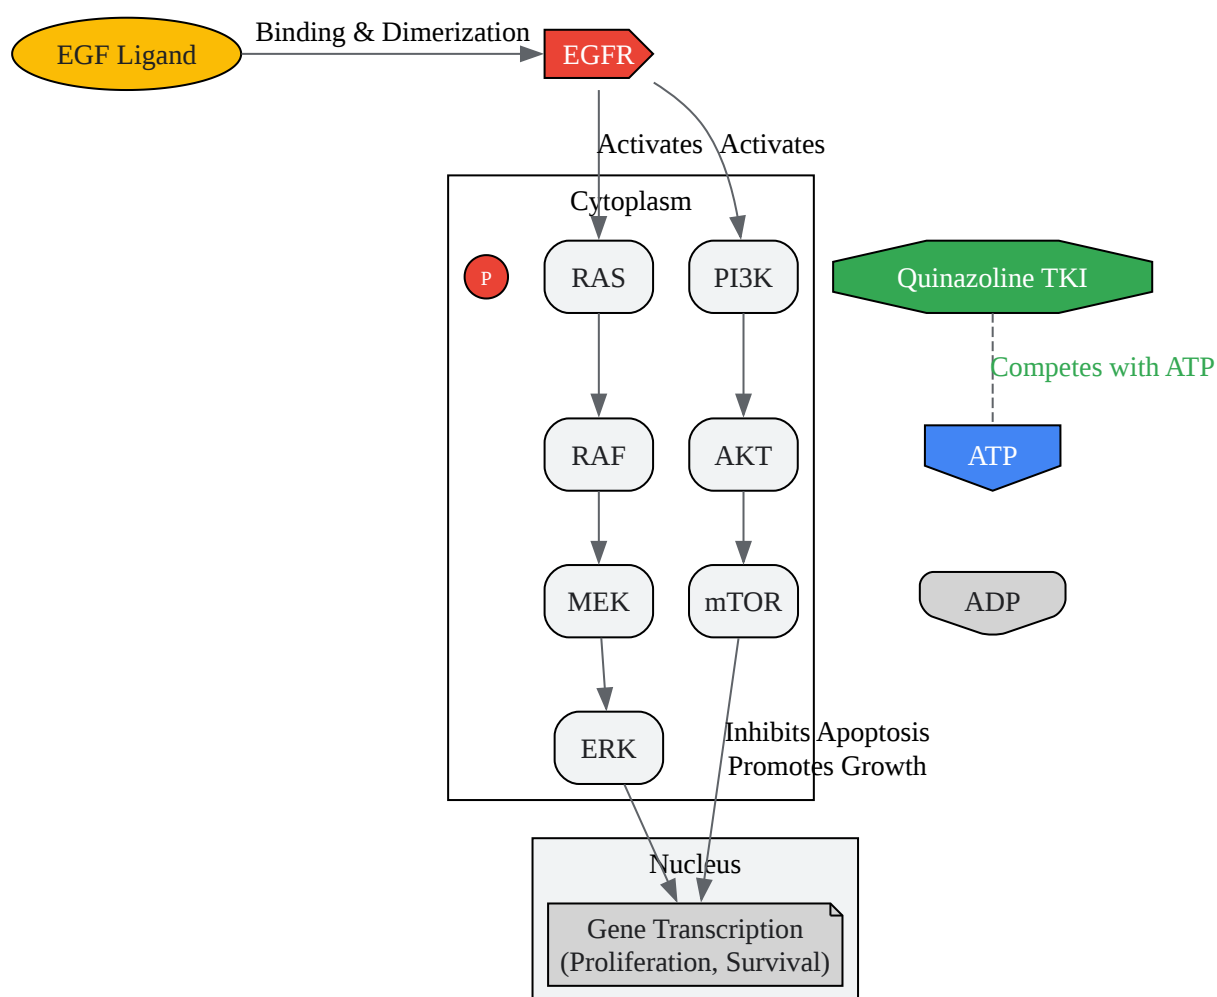 EGF Ligand
Binding & Dimerization
EGFR
Activates
Activates
Cytoplasm
P
RAS
PI3K
Quinazoline TKI
Competes with ATP
RAF
AKT
ATP
MEK
mTOR
ADP
ERK
Inhibits Apoptosis
Promotes Growth
Nucleus
Gene Transcription
(Proliferation, Survival)